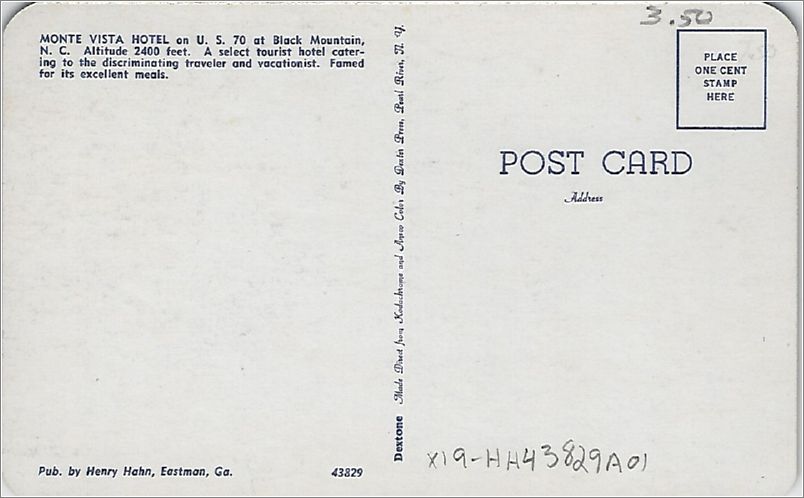 3.50
MONTE VISTA HOTEL on U. S. 70 at Black Mountain,
N. C. Altitude 2400 feet. A select tourist hotel cater-
ing to the discriminating traveler and vacationist. Famed
for its excellent meals.
PLACE
ONE CENT
STAMP
HERE
POST CARD
Address
Dextone Made Direct from Kodachrome and Ansco Color By Dexter Press, Pearl River, N. Y.
Pub. by Henry Hahn, Eastman, Ga. 43829
X19-HH43829A01